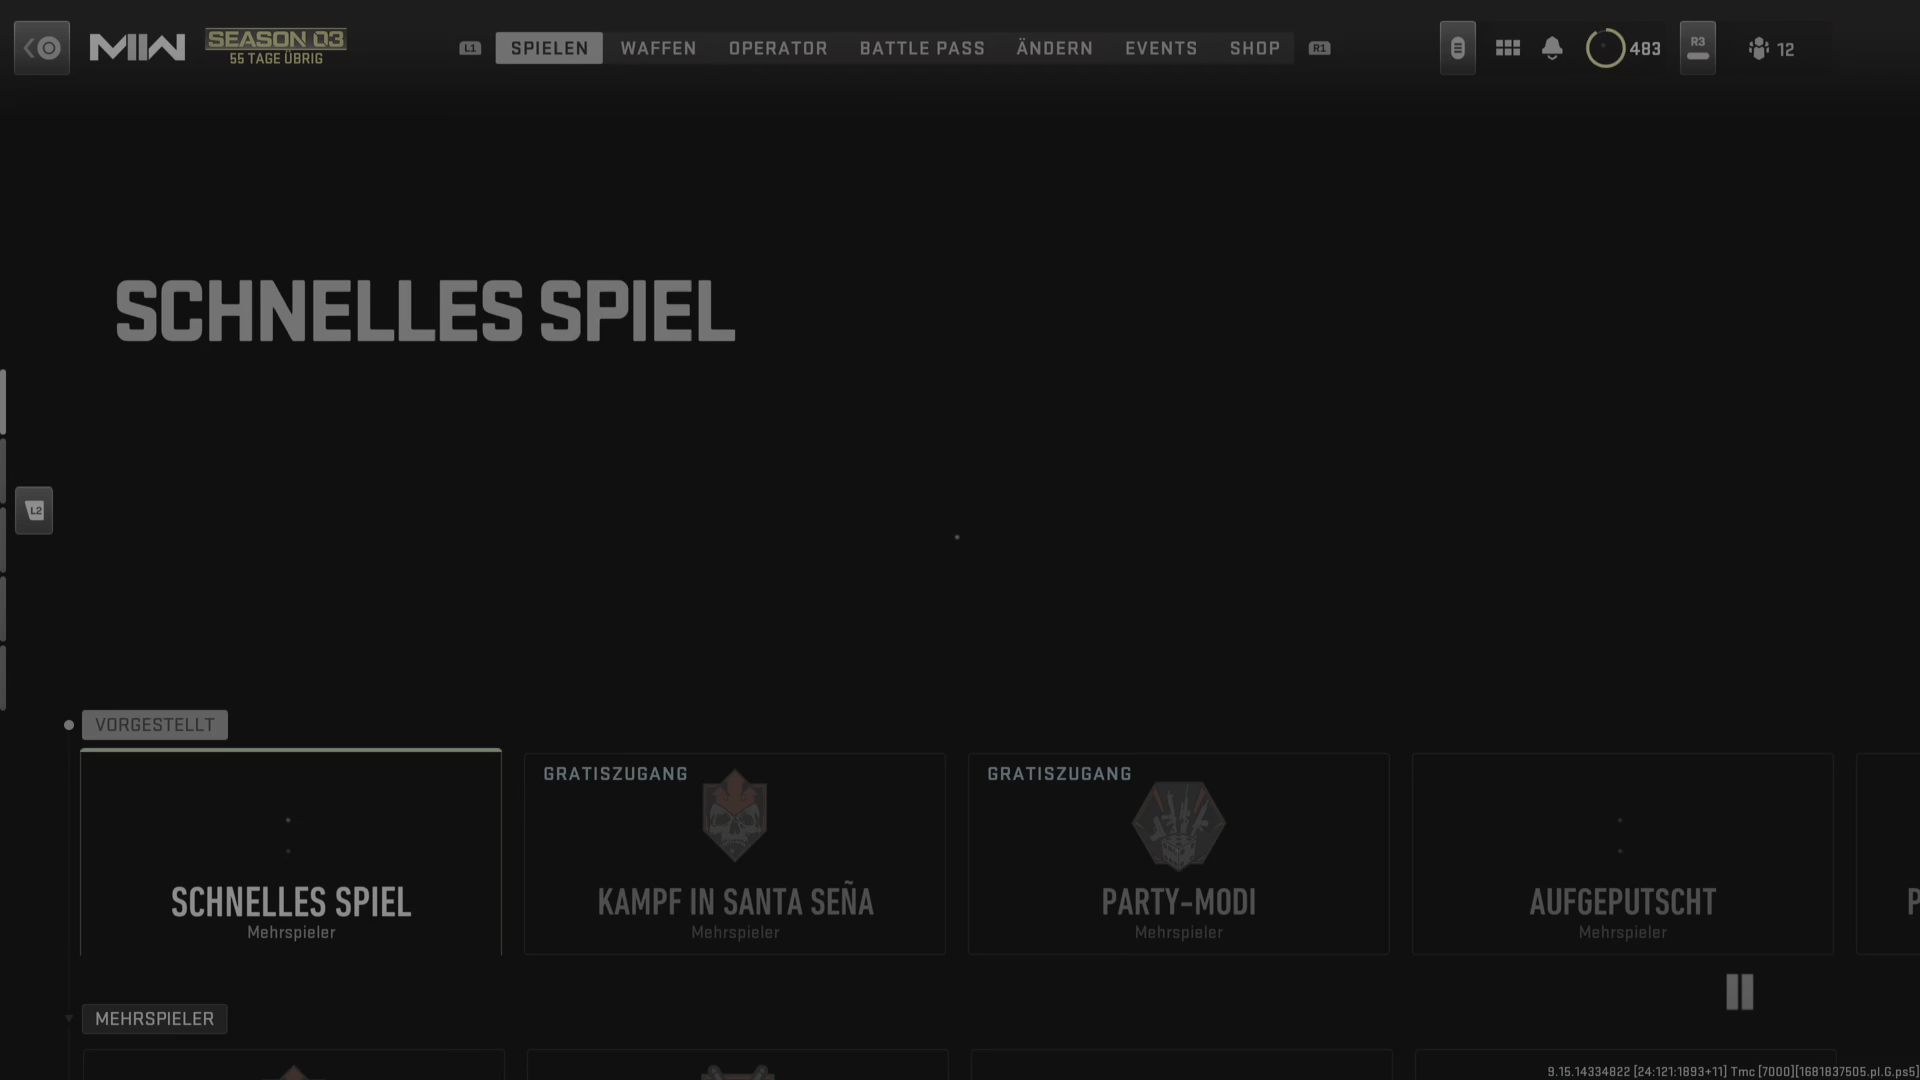 MW
SEASON 03
55 TAGE ÜBRIG
L1
SPIELEN
WAFFEN
OPERATOR
BATTLE PASS
ÄNDERN
EVENTS
SHOP
R1
483
R3
12
SCHNELLES SPIEL
L2
VORGESTELLT
SCHNELLES SPIEL
Mehrspieler
GRATISZUGANG
KAMPF IN SANTA SEÑA
Mehrspieler
GRATISZUGANG
PARTY-MODI
Mehrspieler
AUFGEPUTSCHT
Mehrspieler
P
MEHRSPIELER
9.15.14334822 [24:121:1893+11] Tmc [7000][1681837505.pl.G.ps5]